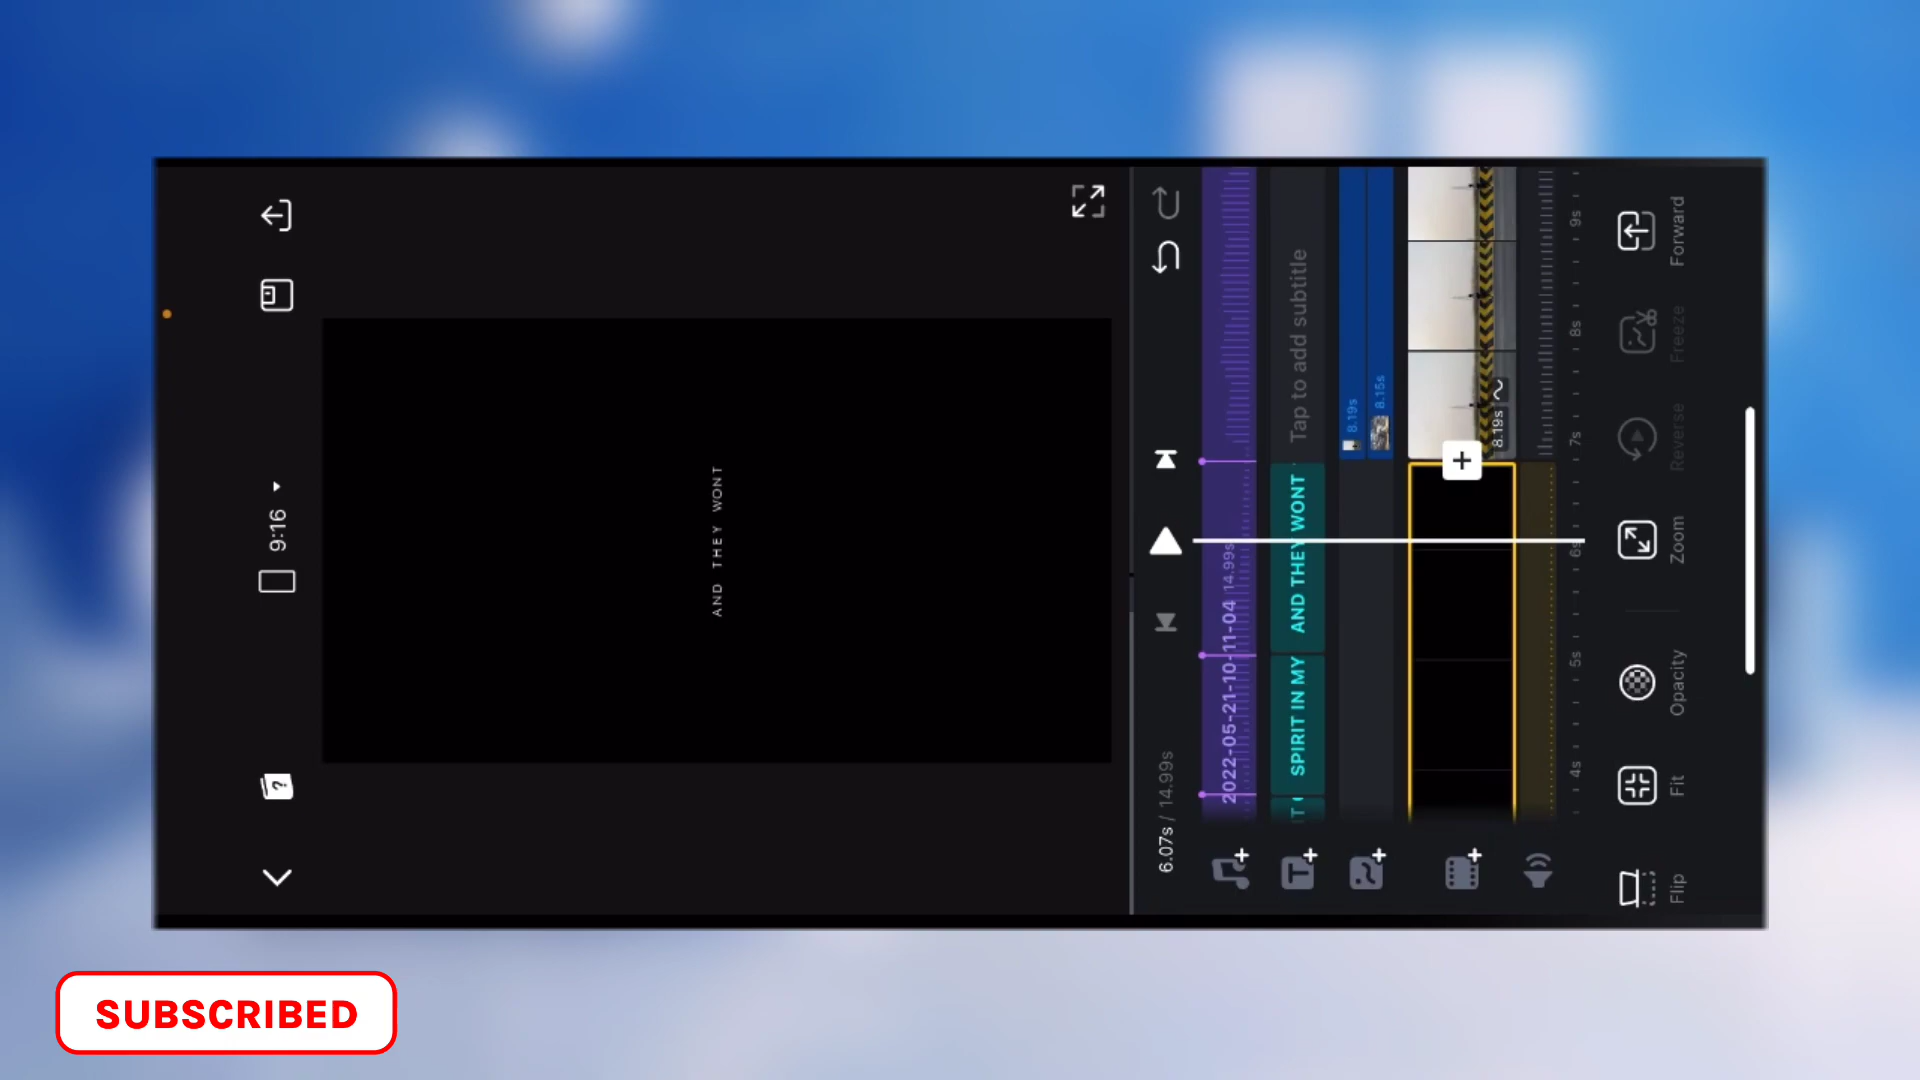 9:16
?
AND THEY WONT
6.07s / 14.99s
2022-05-21-10-11-04 14.99s
SPIRIT IN MY
AND THEY WONT
Tap to add subtitle
8.19s
8.15s
8.19s
4s
5s
6s
7s
8s
9s
Flip
Fit
Opacity
Zoom
Reverse
Freeze
Forward
SUBSCRIBED